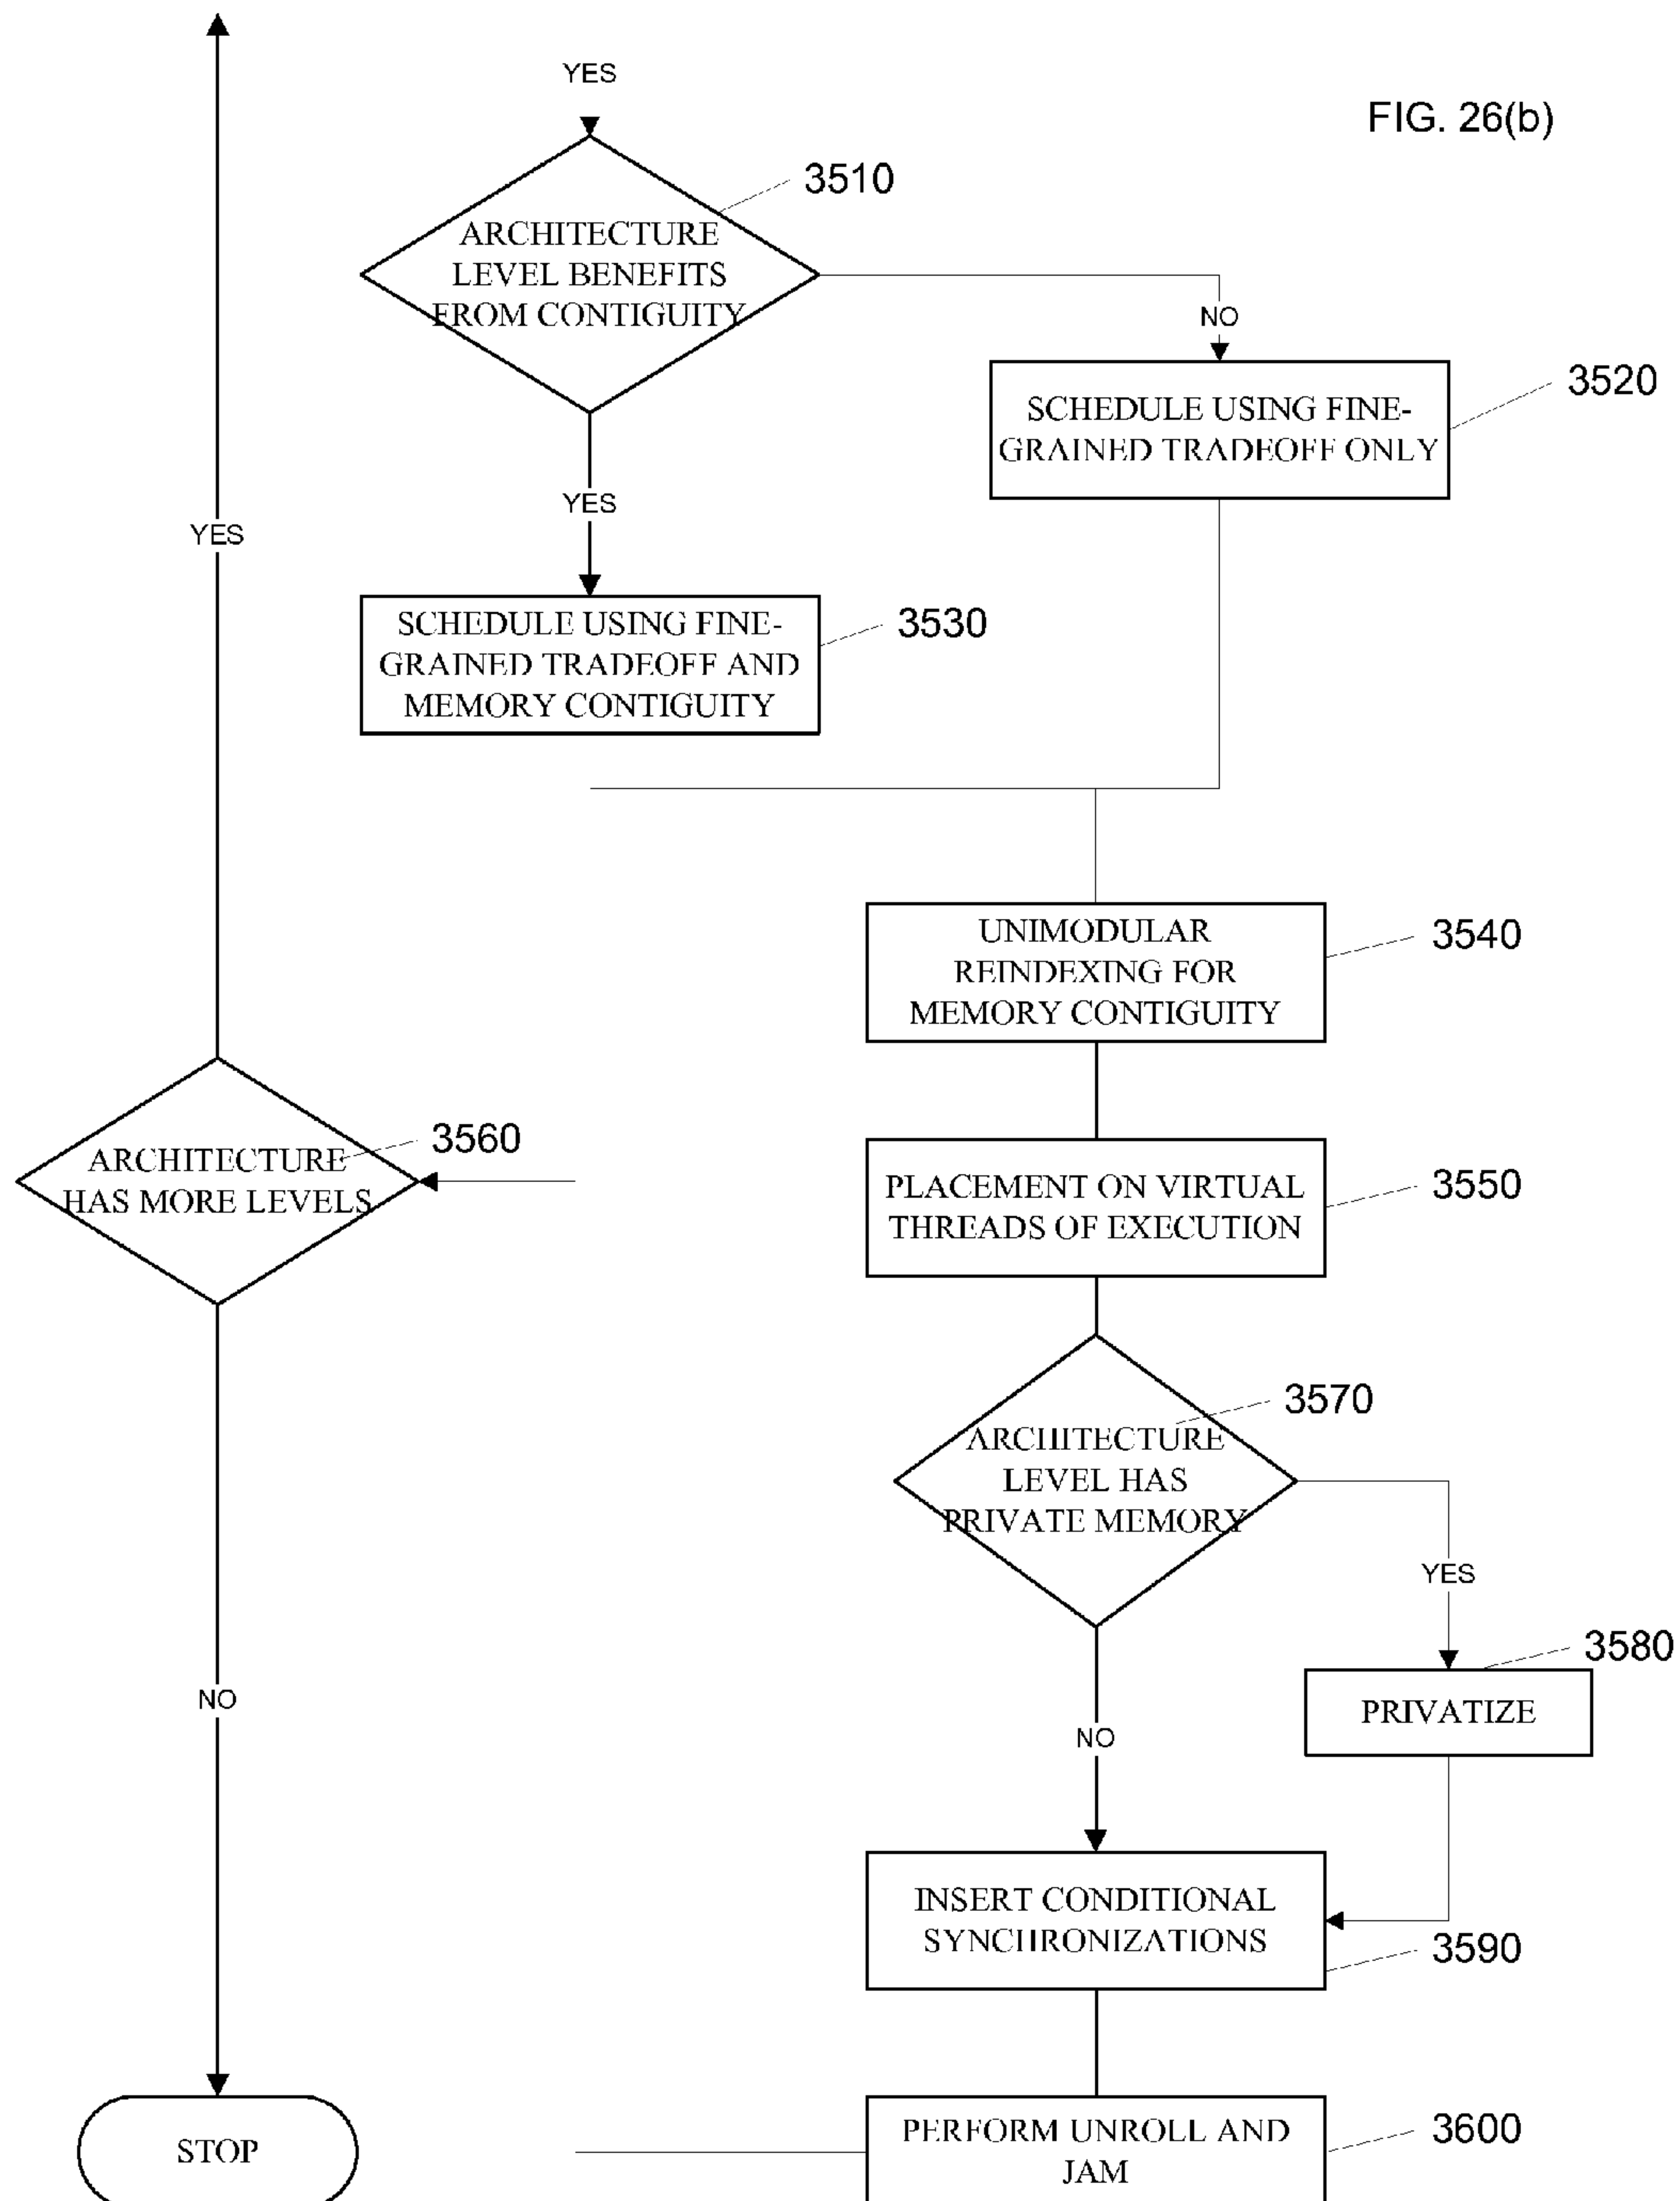 YES
FIG. 26(b)
3510
ARCHITECTURE
LEVEL BENEFITS
FROM CONTIGUITY
NO
3520
SCHEDULE USING FINE-
GRAINED TRADEOFF ONLY
YES
YES
3530
SCHEDULE USING FINE-
GRAINED TRADEOFF AND
MEMORY CONTIGUITY
UNIMODULAR
REINDEXING FOR
MEMORY CONTIGUITY
3540
3560
ARCHITECTURE
HAS MORE LEVELS
PLACEMENT ON VIRTUAL
THREADS OF EXECUTION
3550
3570
ARCHITECTURE
LEVEL HAS
PRIVATE MEMORY
YES
3580
PRIVATIZE
NO
NO
INSERT CONDITIONAL
SYNCHRONIZATIONS
3590
STOP
PERFORM UNROLL AND
JAM
3600